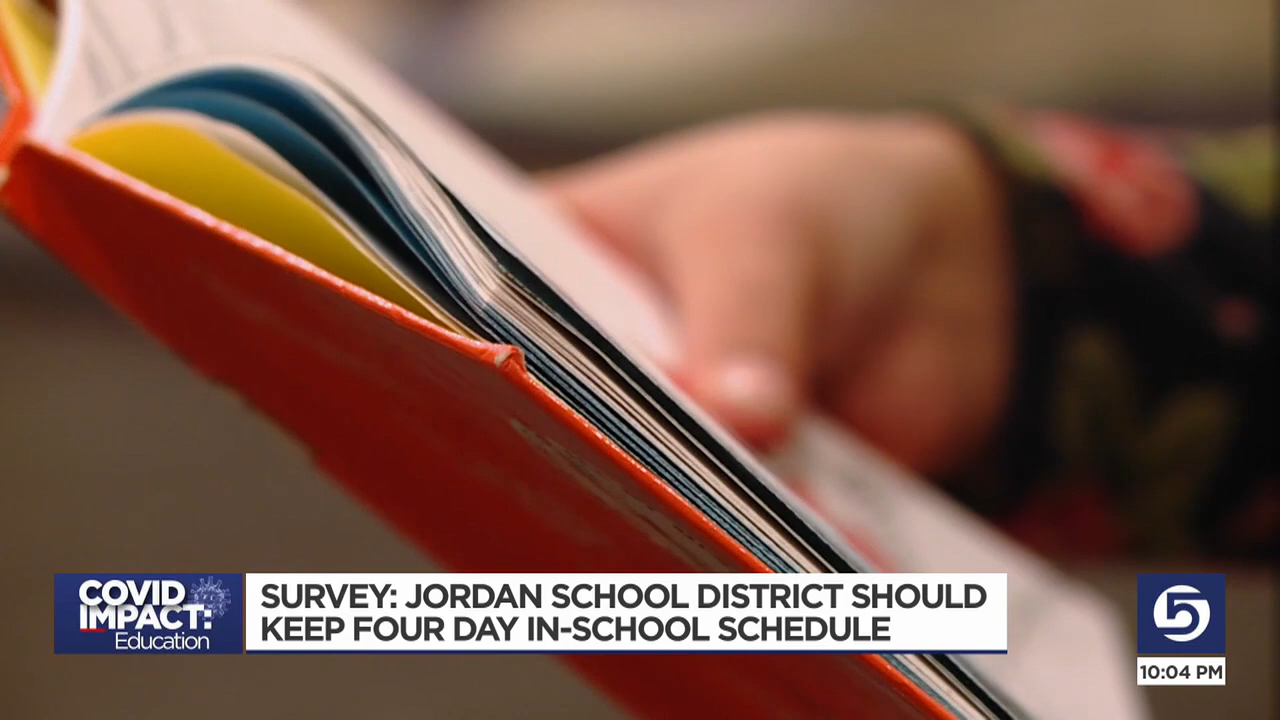 COVID
IMPACT:
Education
SURVEY: JORDAN SCHOOL DISTRICT SHOULD
KEEP FOUR DAY IN-SCHOOL SCHEDULE
5
10:04 PM